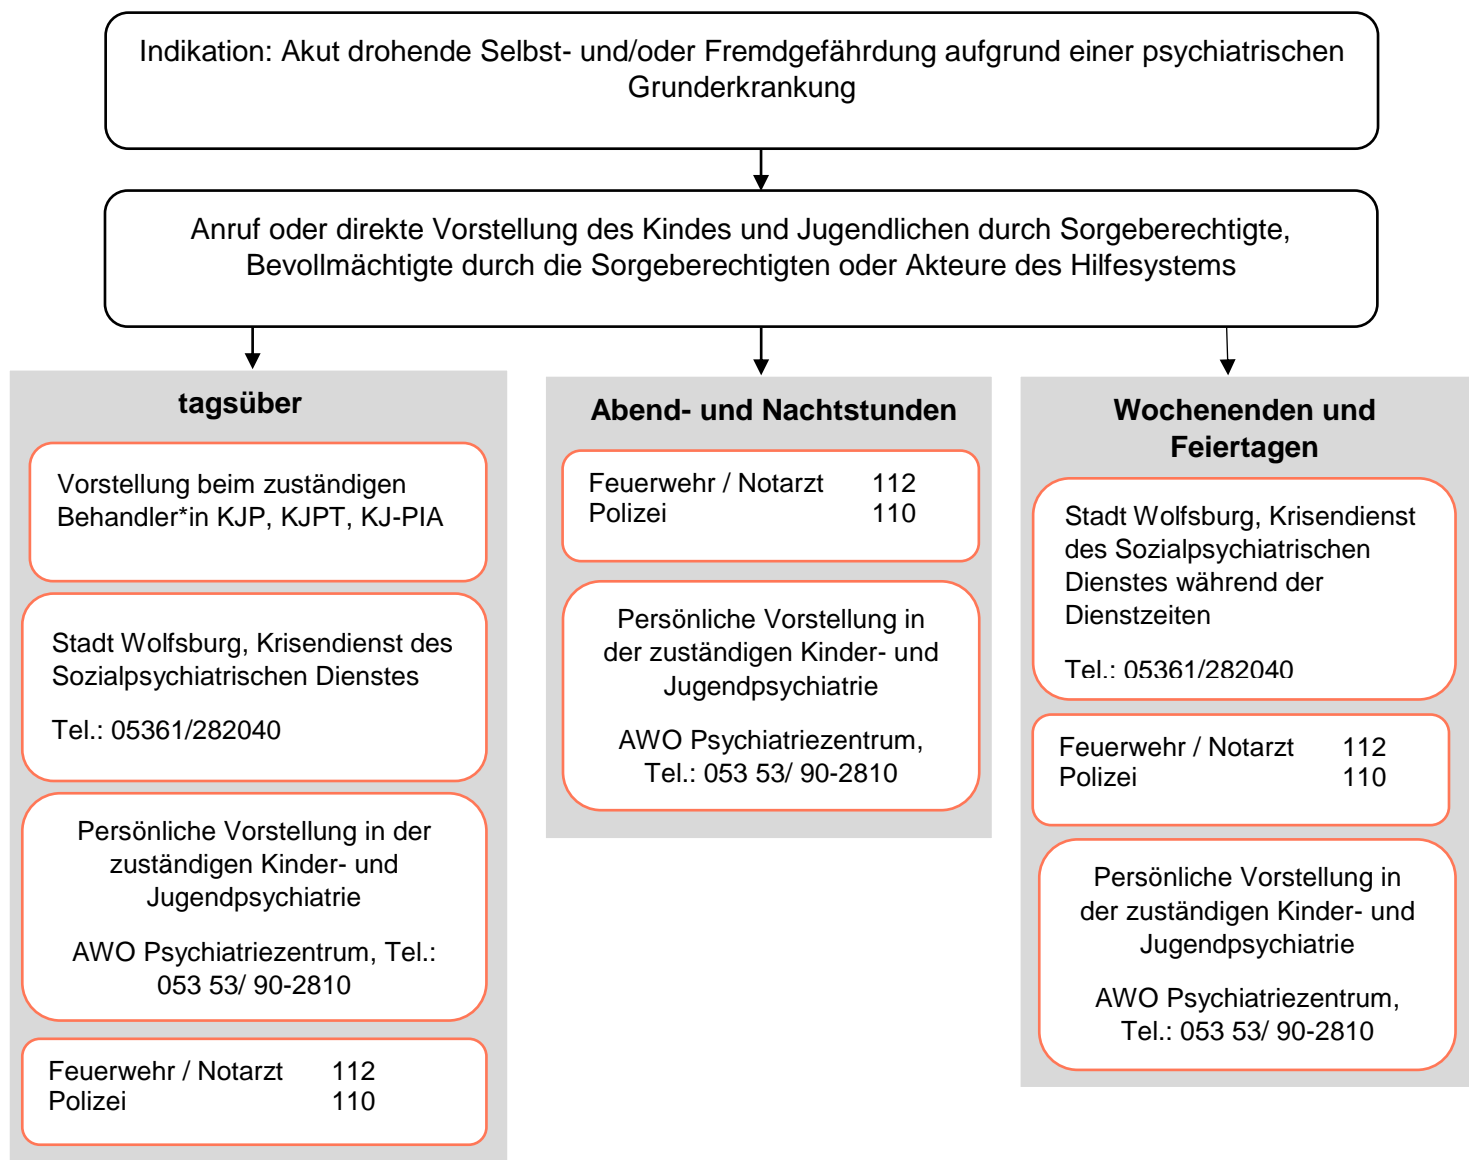 Indikation: Akut drohende Selbst- und/oder Fremdgefährdung aufgrund einer psychiatrischen
Grunderkrankung
Anruf oder direkte Vorstellung des Kindes und Jugendlichen durch Sorgeberechtigte,
Bevollmächtigte durch die Sorgeberechtigten oder Akteure des Hilfesystems
tagsüber
Vorstellung beim zuständigen
Behandler*in KJP, KJPT, KJ-PIA
Stadt Wolfsburg, Krisendienst des
Sozialpsychiatrischen Dienstes
Tel.: 05361/282040
Persönliche Vorstellung in der
zuständigen Kinder- und
Jugendpsychiatrie
AWO Psychiatriezentrum, Tel.:
053 53/ 90-2810
Feuerwehr / Notarzt 112
Polizei 110
Abend- und Nachtstunden
Feuerwehr / Notarzt 112
Polizei 110
Persönliche Vorstellung in
der zuständigen Kinder- und
Jugendpsychiatrie
AWO Psychiatriezentrum,
Tel.: 053 53/ 90-2810
Wochenenden und
Feiertagen
Stadt Wolfsburg, Krisendienst
des Sozialpsychiatrischen
Dienstes während der
Dienstzeiten
Tel.: 05361/282040
Feuerwehr / Notarzt 112
Polizei 110
Persönliche Vorstellung in
der zuständigen Kinder- und
Jugendpsychiatrie
AWO Psychiatriezentrum,
Tel.: 053 53/ 90-2810